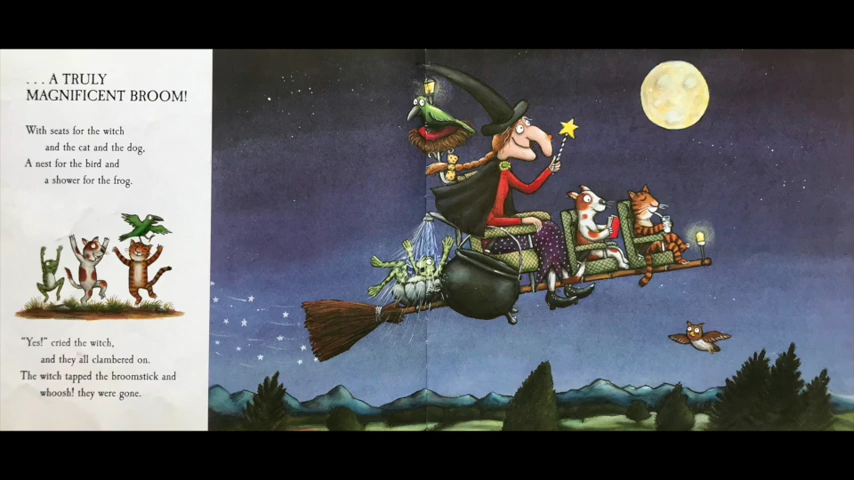 . . . A TRULY
MAGNIFICENT BROOM!
With seats for the witch
and the cat and the dog,
A nest for the bird and
a shower for the frog.
"Yes!" cried the witch,
and they all clambered on.
The witch tapped the broomstick and
whoosh! they were gone.